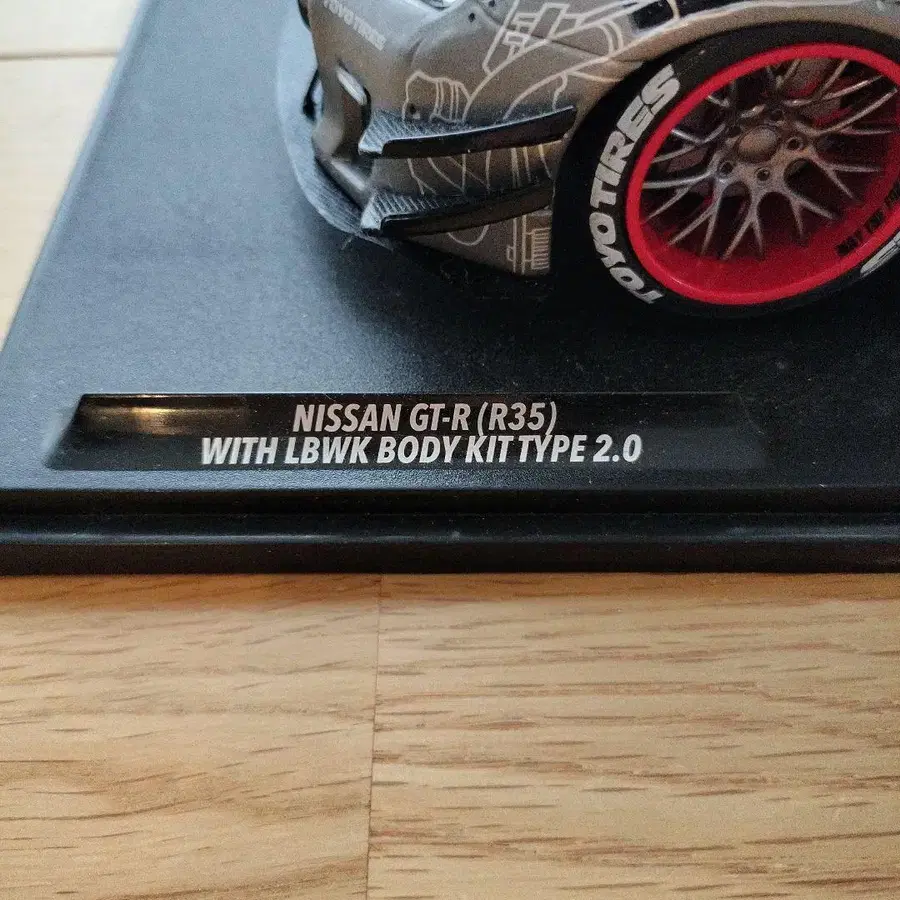 TOYO TIRES
TOYO TIRES
NISSAN GT-R (R35)
WITH LBWK BODY KIT TYPE 2.0